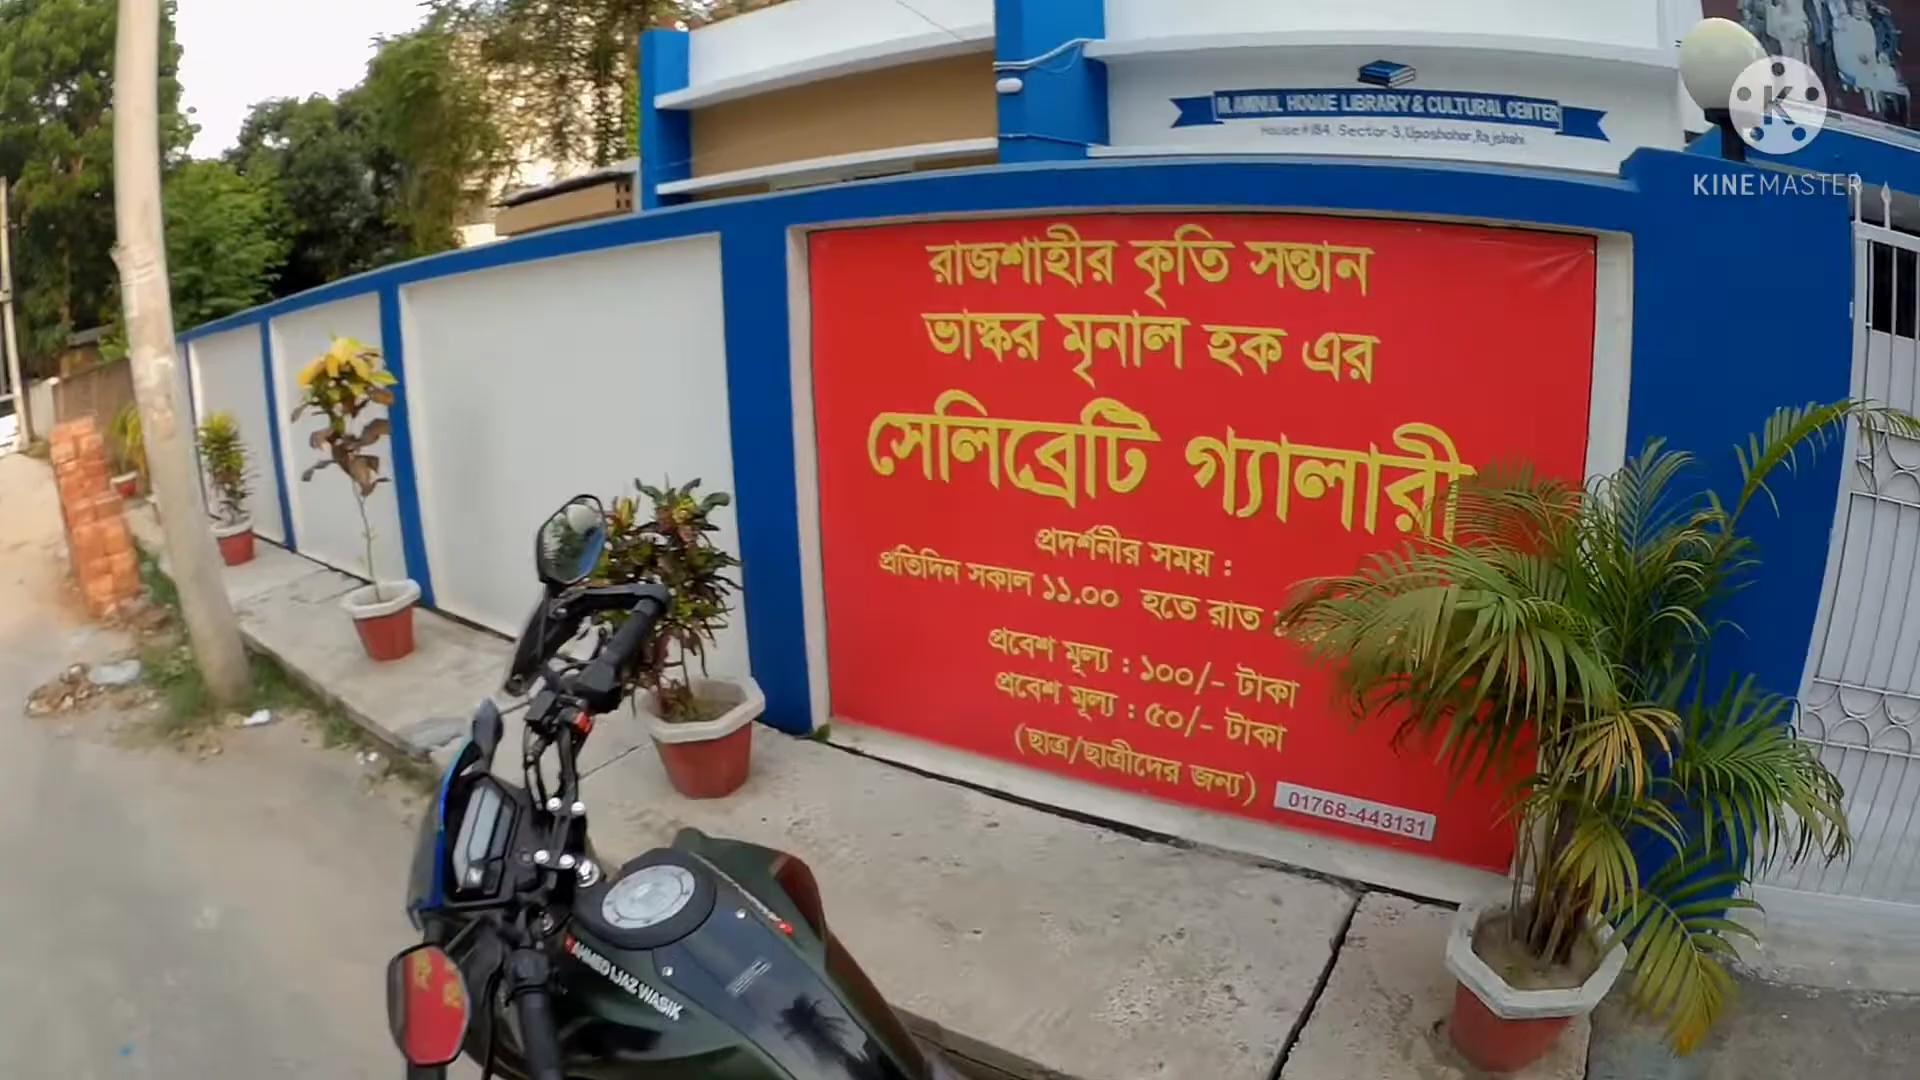 M. AMINUL HOQUE LIBRARY & CULTURAL CENTER
House # 184, Sector-3, Uposhohor, Rajshahi
KINEMASTER
রাজশাহীর কৃতি সন্তান
ভাস্কর মৃনাল হক এর
সেলিব্রেটি গ্যালারী
প্রদর্শনীর সময় :
প্রতিদিন সকাল ১১.০০ হতে রাত
প্রবেশ মূল্য : ১০০/- টাকা
প্রবেশ মূল্য : ৫০/- টাকা
(ছাত্র/ছাত্রীদের জন্য)
01768-443131
AHMED IJAZ WASIK